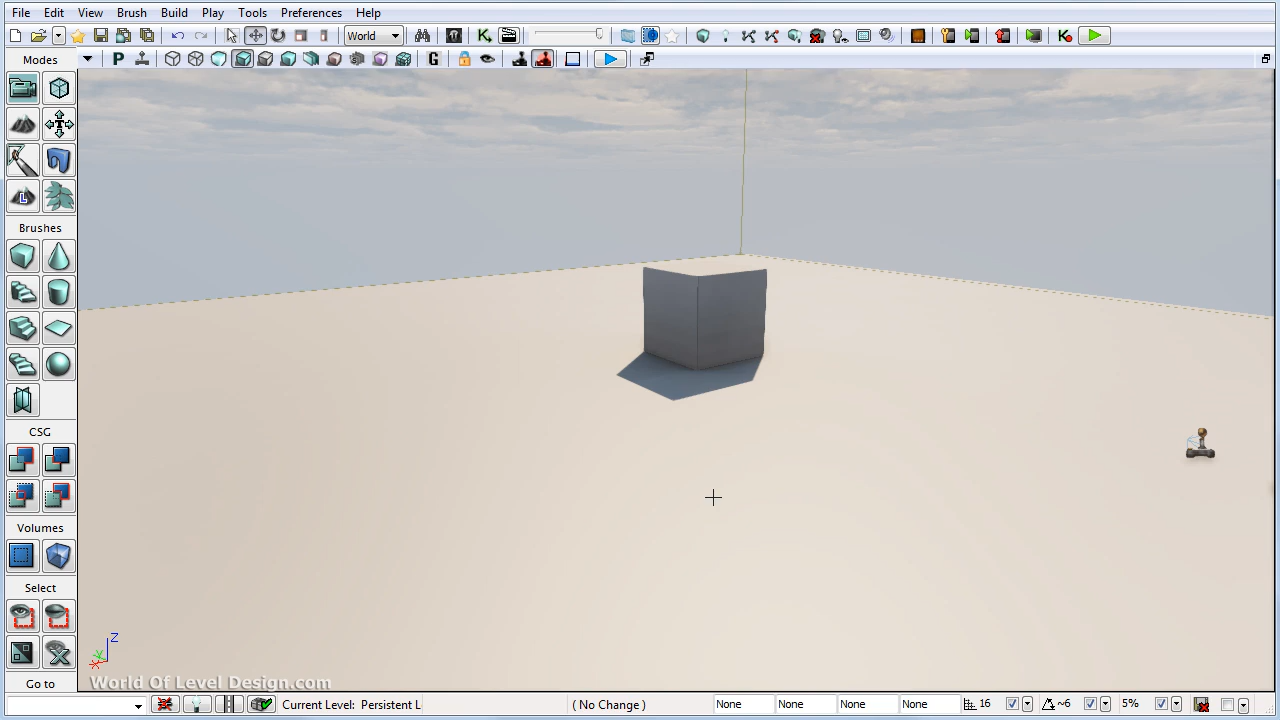 File Edit View Brush Build Play Tools Preferences Help
World
P G
Modes
L
Brushes
CSG
Volumes
Select
Go to
Z
World Of Level Design.com
Current Level: Persistent L
( No Change )
None None None None 16 ~6 5%